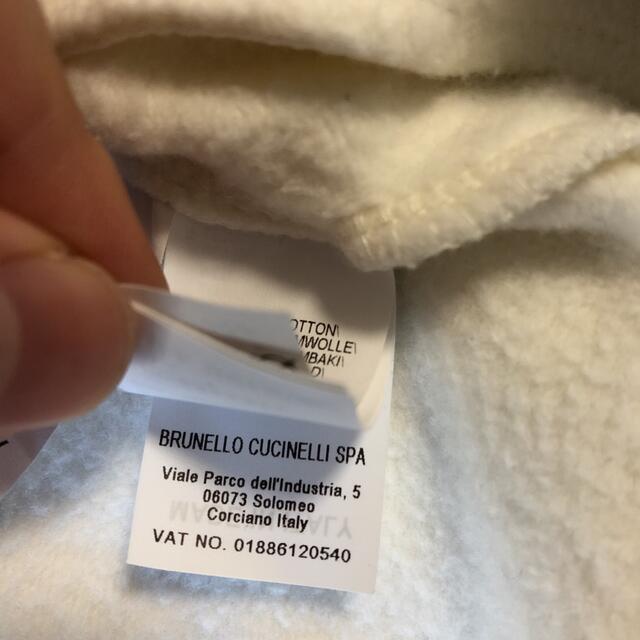 BRUNELLO CUCINELLI SPA
Viale Parco dell'Industria, 5
06073 Solomeo
Corciano Italy
VAT NO. 01886120540